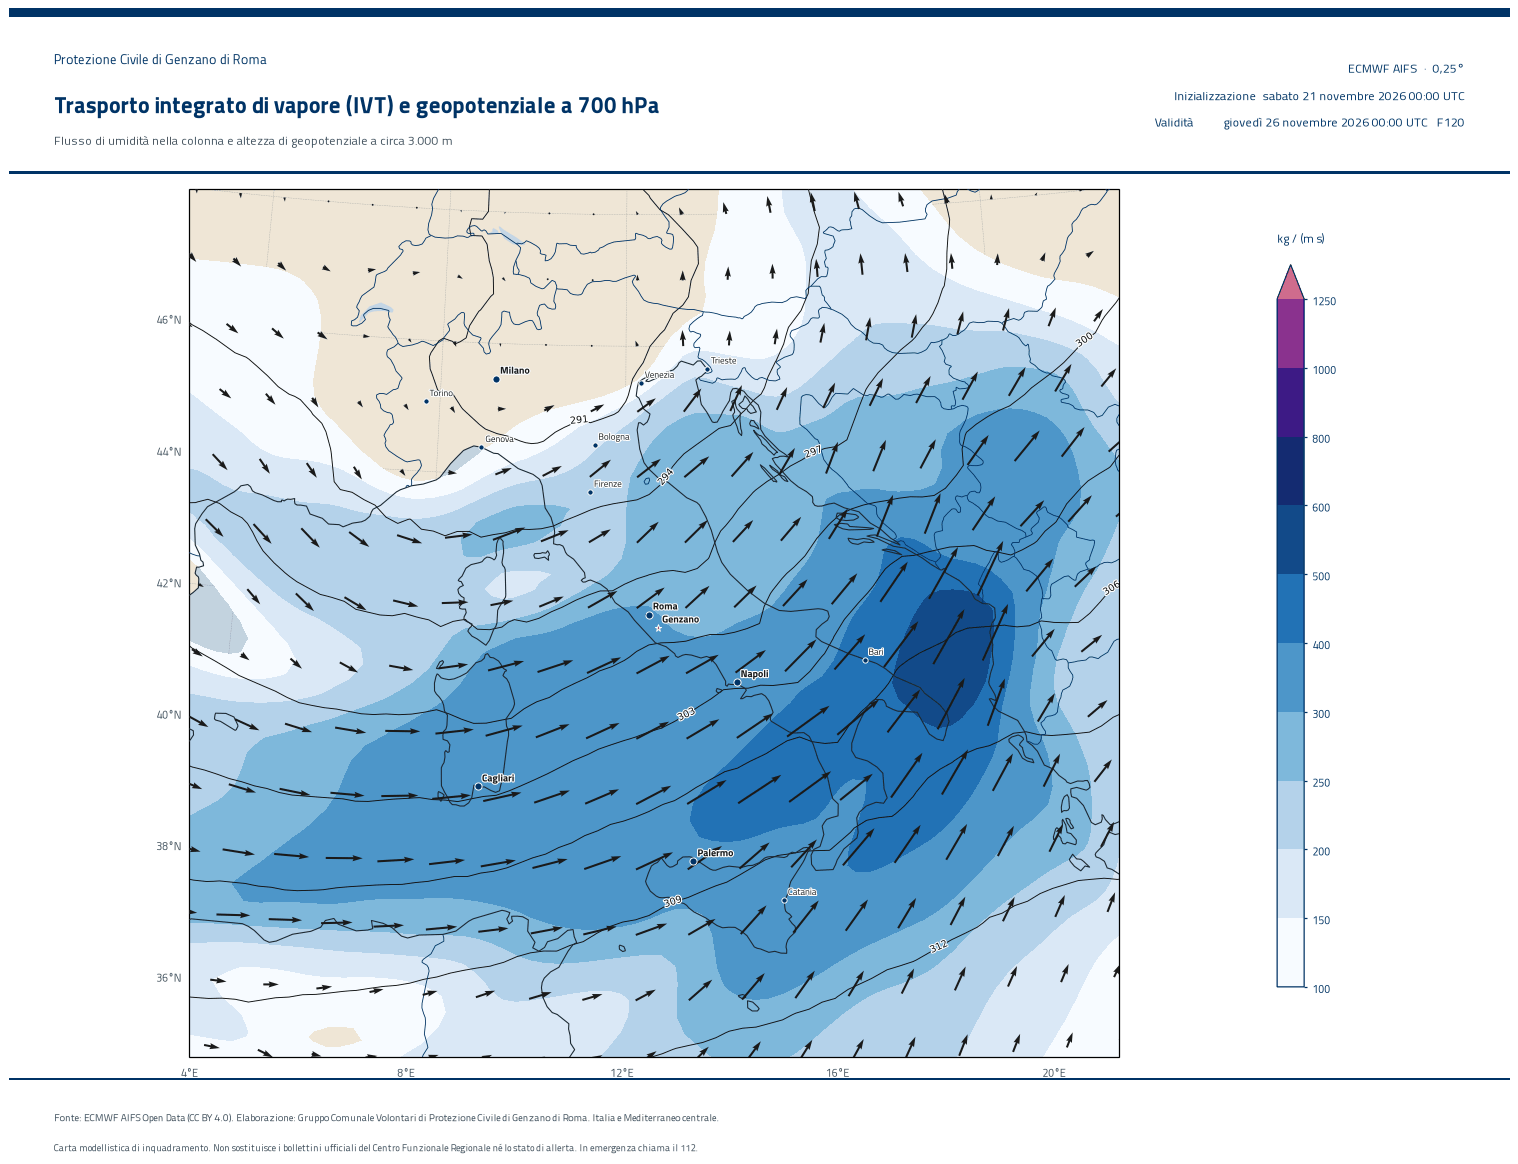 Protezione Civile di Genzano di Roma
Trasporto integrato di vapore (IVT) e geopotenziale a 700 hPa
Flusso di umidità nella colonna e altezza di geopotenziale a circa 3.000 m
ECMWF AIFS · 0,25°
Inizializzazione sabato 21 novembre 2026 00:00 UTC
Validità giovedì 26 novembre 2026 00:00 UTC F120
kg / (m s)
1250
1000
800
600
500
400
300
250
200
150
100
46°N
44°N
42°N
40°N
38°N
36°N
4°E
8°E
12°E
16°E
20°E
Milano
Torino
Trieste
Venezia
Genova
Bologna
Firenze
Roma
Genzano
Napoli
Bari
Cagliari
Palermo
Catania
291
294
297
300
303
306
309
312
Fonte: ECMWF AIFS Open Data (CC BY 4.0). Elaborazione: Gruppo Comunale Volontari di Protezione Civile di Genzano di Roma. Italia e Mediterraneo centrale.
Carta modellistica di inquadramento. Non sostituisce i bollettini ufficiali del Centro Funzionale Regionale né lo stato di allerta. In emergenza chiama il 112.